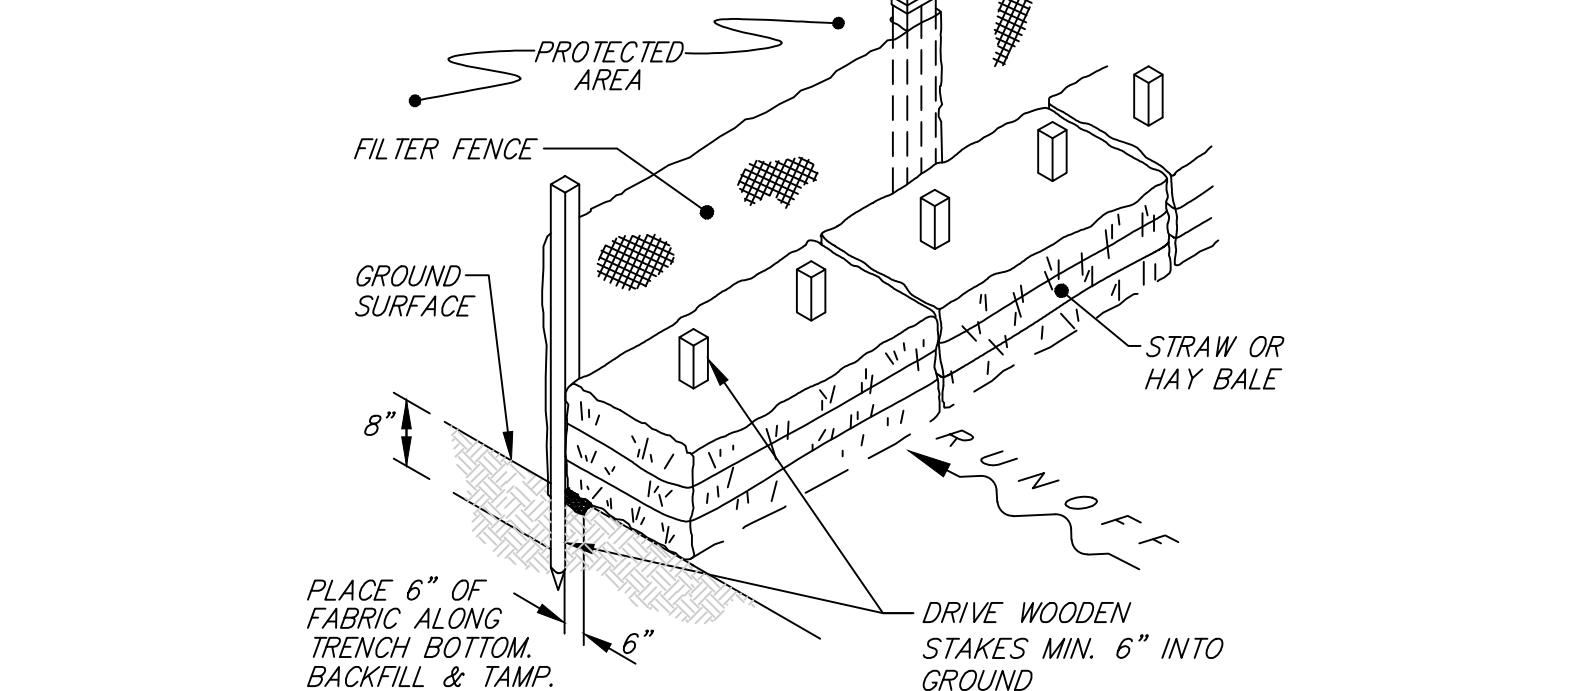 PROTECTED
AREA
FILTER FENCE
GROUND
SURFACE
STRAW OR
HAY BALE
8"
RUNOFF
PLACE 6" OF
FABRIC ALONG
TRENCH BOTTOM.
BACKFILL & TAMP.
6"
DRIVE WOODEN
STAKES MIN. 6" INTO
GROUND